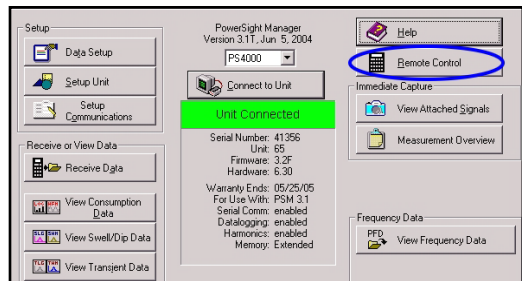 Setup
Data Setup
Setup Unit
Setup
Communications
Receive or View Data
Receive Data
View Consumption
Data
View Swell/Dip Data
View Transient Data
PowerSight Manager
Version 3.1T, Jun 5, 2004
PS4000
Connect to Unit
Unit Connected
Serial Number: 41356
Unit: 65
Firmware: 3.2F
Hardware: 6.30
Warranty Ends: 05/25/05
For Use With: PSM 3.1
Serial Comm: enabled
Datalogging: enabled
Harmonics: enabled
Memory: Extended
Help
Remote Control
Immediate Capture
View Attached Signals
Measurement Overview
Frequency Data
PFD
View Frequency Data